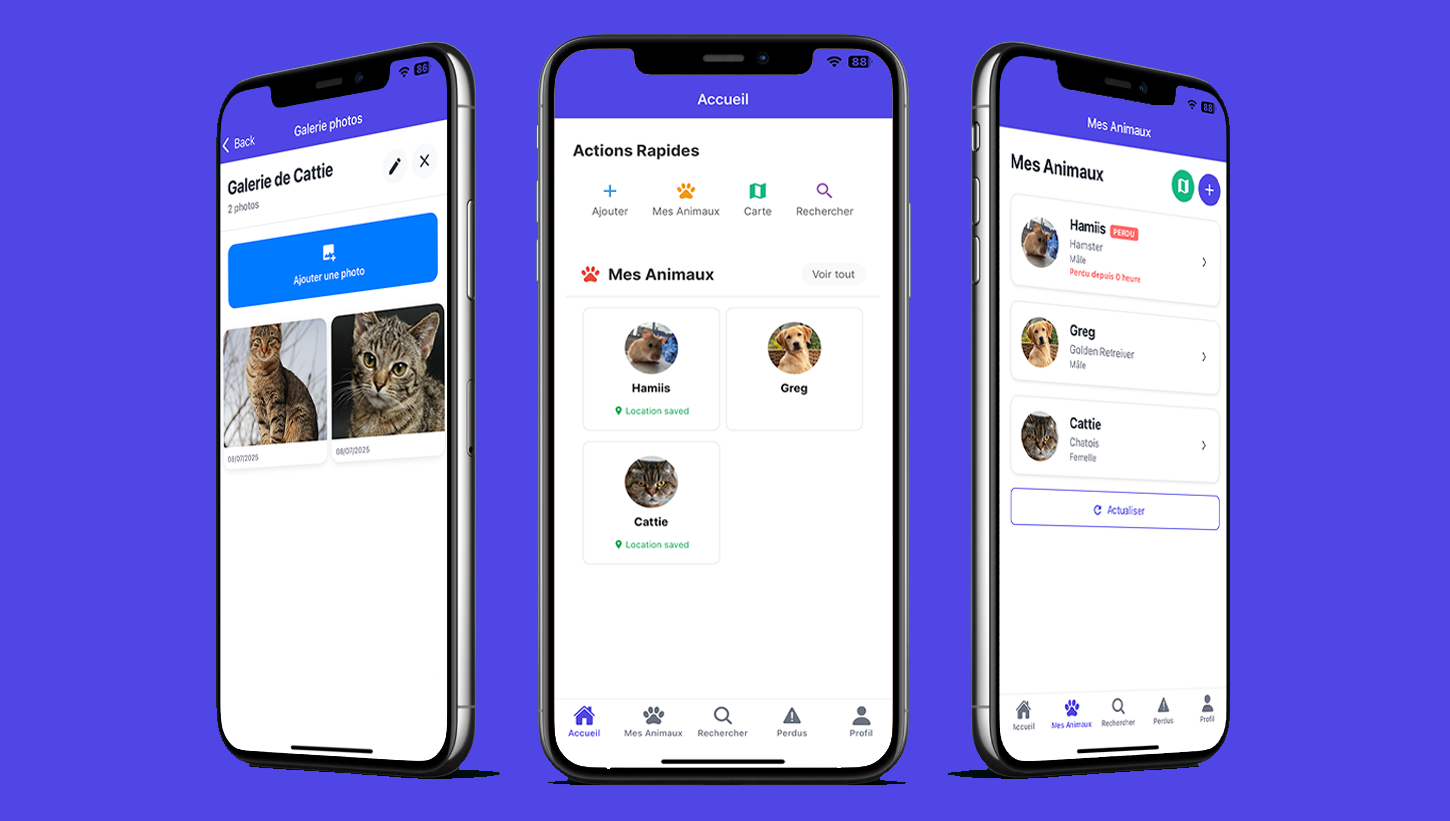 86
Back
Galerie photos
Galerie de Cattie
2 photos
Ajouter une photo
08/07/2025
08/07/2025
88
Accueil
Actions Rapides
Ajouter
Mes Animaux
Carte
Rechercher
Mes Animaux
Voir tout
Hamiis
Location saved
Greg
Cattie
Location saved
Accueil
Mes Animaux
Rechercher
Perdus
Profil
88
Mes Animaux
Mes Animaux
Hamiis PERDU
Hamster
Mâle
Perdu depuis 0 heure
Greg
Golden Retreiver
Mâle
Cattie
Chatois
Femelle
Actualiser
Accueil
Mes Animaux
Rechercher
Perdus
Profil